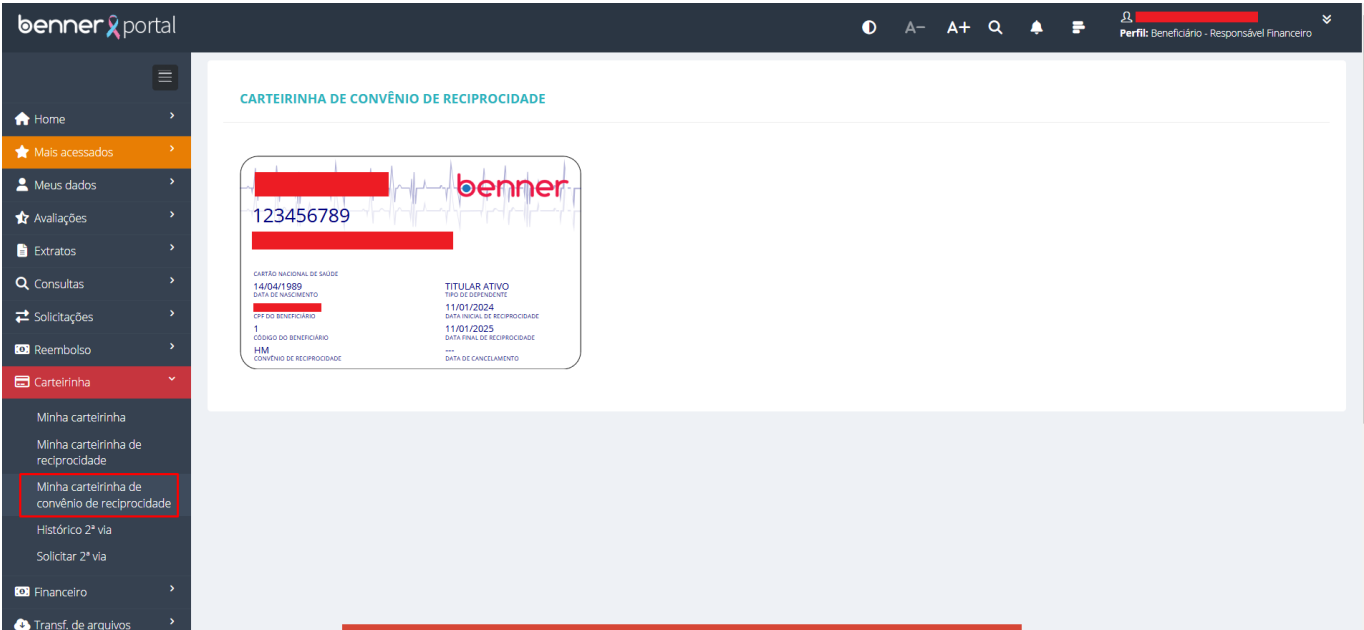 benner portal
A- A+
Perfil: Beneficiário - Responsável Financeiro
Home
Mais acessados
Meus dados
Avaliações
Extratos
Consultas
Solicitações
Reembolso
Carteirinha
Minha carteirinha
Minha carteirinha de
reciprocidade
Minha carteirinha de
convênio de reciprocidade
Histórico 2ª via
Solicitar 2ª via
Financeiro
Transf. de arquivos
CARTEIRINHA DE CONVÊNIO DE RECIPROCIDADE
benner
123456789
CARTÃO NACIONAL DE SAÚDE
14/04/1989
DATA DE NASCIMENTO
CPF DO BENEFICIÁRIO
1
CÓDIGO DO BENEFICIÁRIO
HM
CONVÊNIO DE RECIPROCIDADE
TITULAR ATIVO
TIPO DE DEPENDENTE
11/01/2024
DATA INICIAL DE RECIPROCIDADE
11/01/2025
DATA FINAL DE RECIPROCIDADE
---
DATA DE CANCELAMENTO